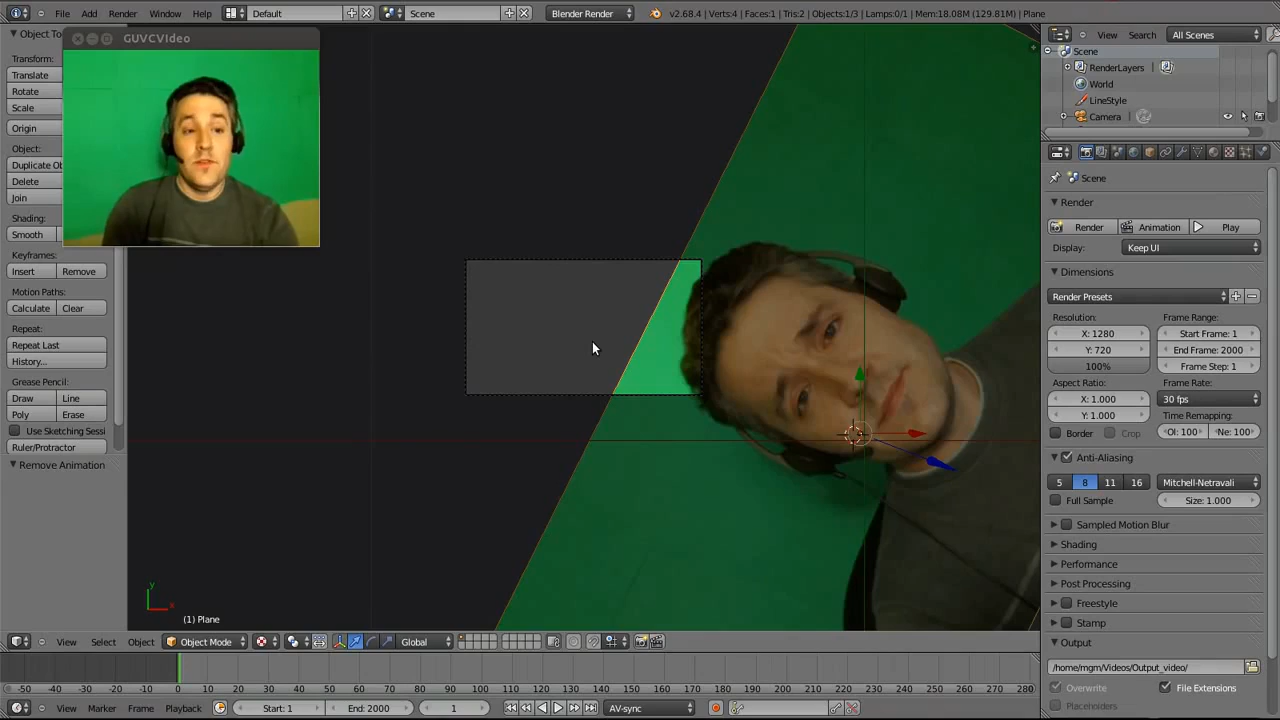 File Add Render Window Help Default Scene Blender Render v2.68.4 | Verts:4 | Faces:1 | Tris:2 | Objects:1/3 | Lamps:0/1 | Mem:18.08M (129.81M) | Plane
Object To
GUVCVIdeo
Transform:
Translate
Rotate
Scale
Origin
Object:
Duplicate Ob
Delete
Join
Shading:
Smooth
Keyframes:
Insert Remove
Motion Paths:
Calculate Clear
Repeat:
Repeat Last
History...
Grease Pencil:
Draw Line
Poly Erase
Use Sketching Sessi
Ruler/Protractor
Remove Animation
y
x
(1) Plane
View Select Object Object Mode Global
-50 -40 -30 -20 -10 0 10 20 30 40 50 60 70 80 90 100 110 120 130 140 150 160 170 180 190 200 210 220 230 240 250 260 270 280
View Marker Frame Playback Start: 1 End: 2000 1 AV-sync
View Search All Scenes
Scene
RenderLayers
World
LineStyle
Camera
Scene
Render
Render Animation Play
Display: Keep UI
Dimensions
Render Presets
Resolution: Frame Range:
X: 1280 Start Frame: 1
Y: 720 End Frame: 2000
100% Frame Step: 1
Aspect Ratio: Frame Rate:
X: 1.000 30 fps
Y: 1.000 Time Remapping:
Border Crop Ol: 100 Ne: 100
Anti-Aliasing
5 8 11 16 Mitchell-Netravali
Full Sample Size: 1.000
Sampled Motion Blur
Shading
Performance
Post Processing
Freestyle
Stamp
Output
/home/mgm/Videos/Output_video/
Overwrite File Extensions
Placeholders